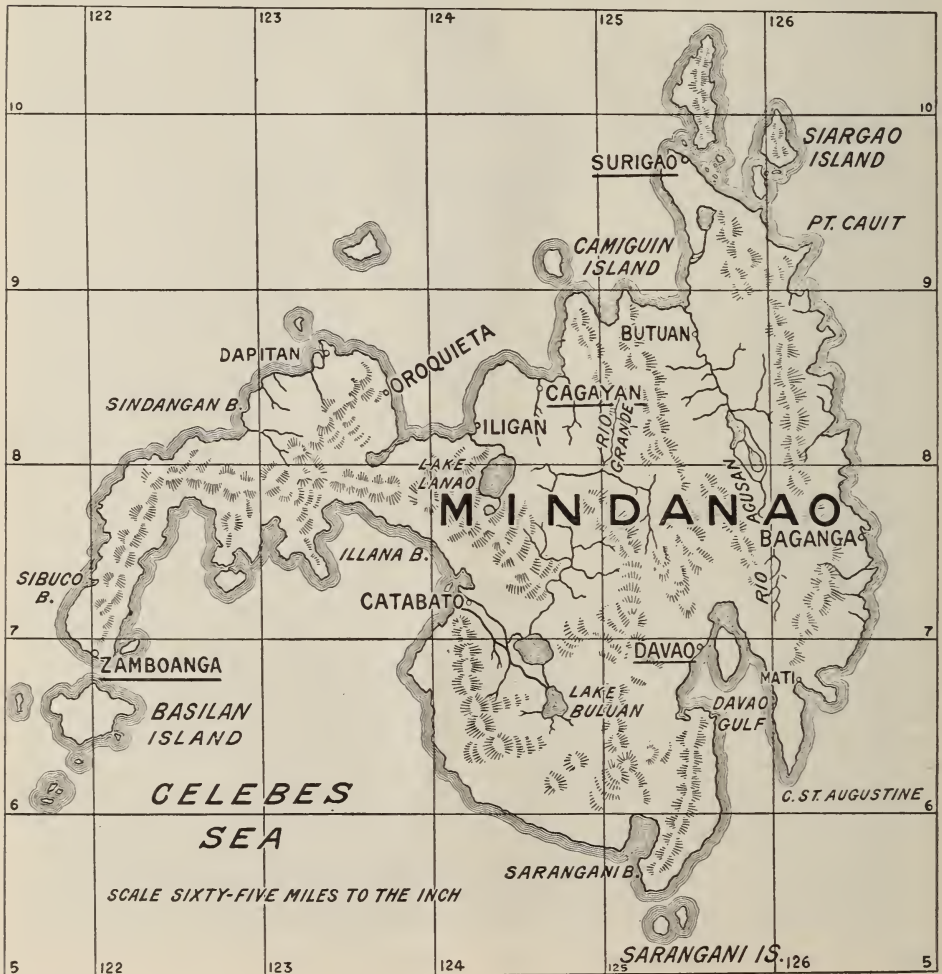 122 123 124 125 126
10 10
SIARGAO
ISLAND
SURIGAO
PT. CAUIT
CAMIGUIN
ISLAND
9 9
BUTUAN
DAPITAN
OROQUIETA
SINDANGAN B.
CAGAYAN
ILIGAN
RIO
GRANDE
8 8
LAKE
LANAO
AGUSAN
MINDANAO
BAGANGA
ILLANA B.
SIBUCO
B.
RIO
CATABATO
7 7
DAVAO
ZAMBOANGA
MATI
BASILAN
ISLAND
LAKE
BULUAN
DAVAO
GULF
CELEBES
SEA
C. ST. AUGUSTINE
6 6
SARANGANI B.
SCALE SIXTY-FIVE MILES TO THE INCH
SARANGANI IS.
5 122 123 124 125 126 5